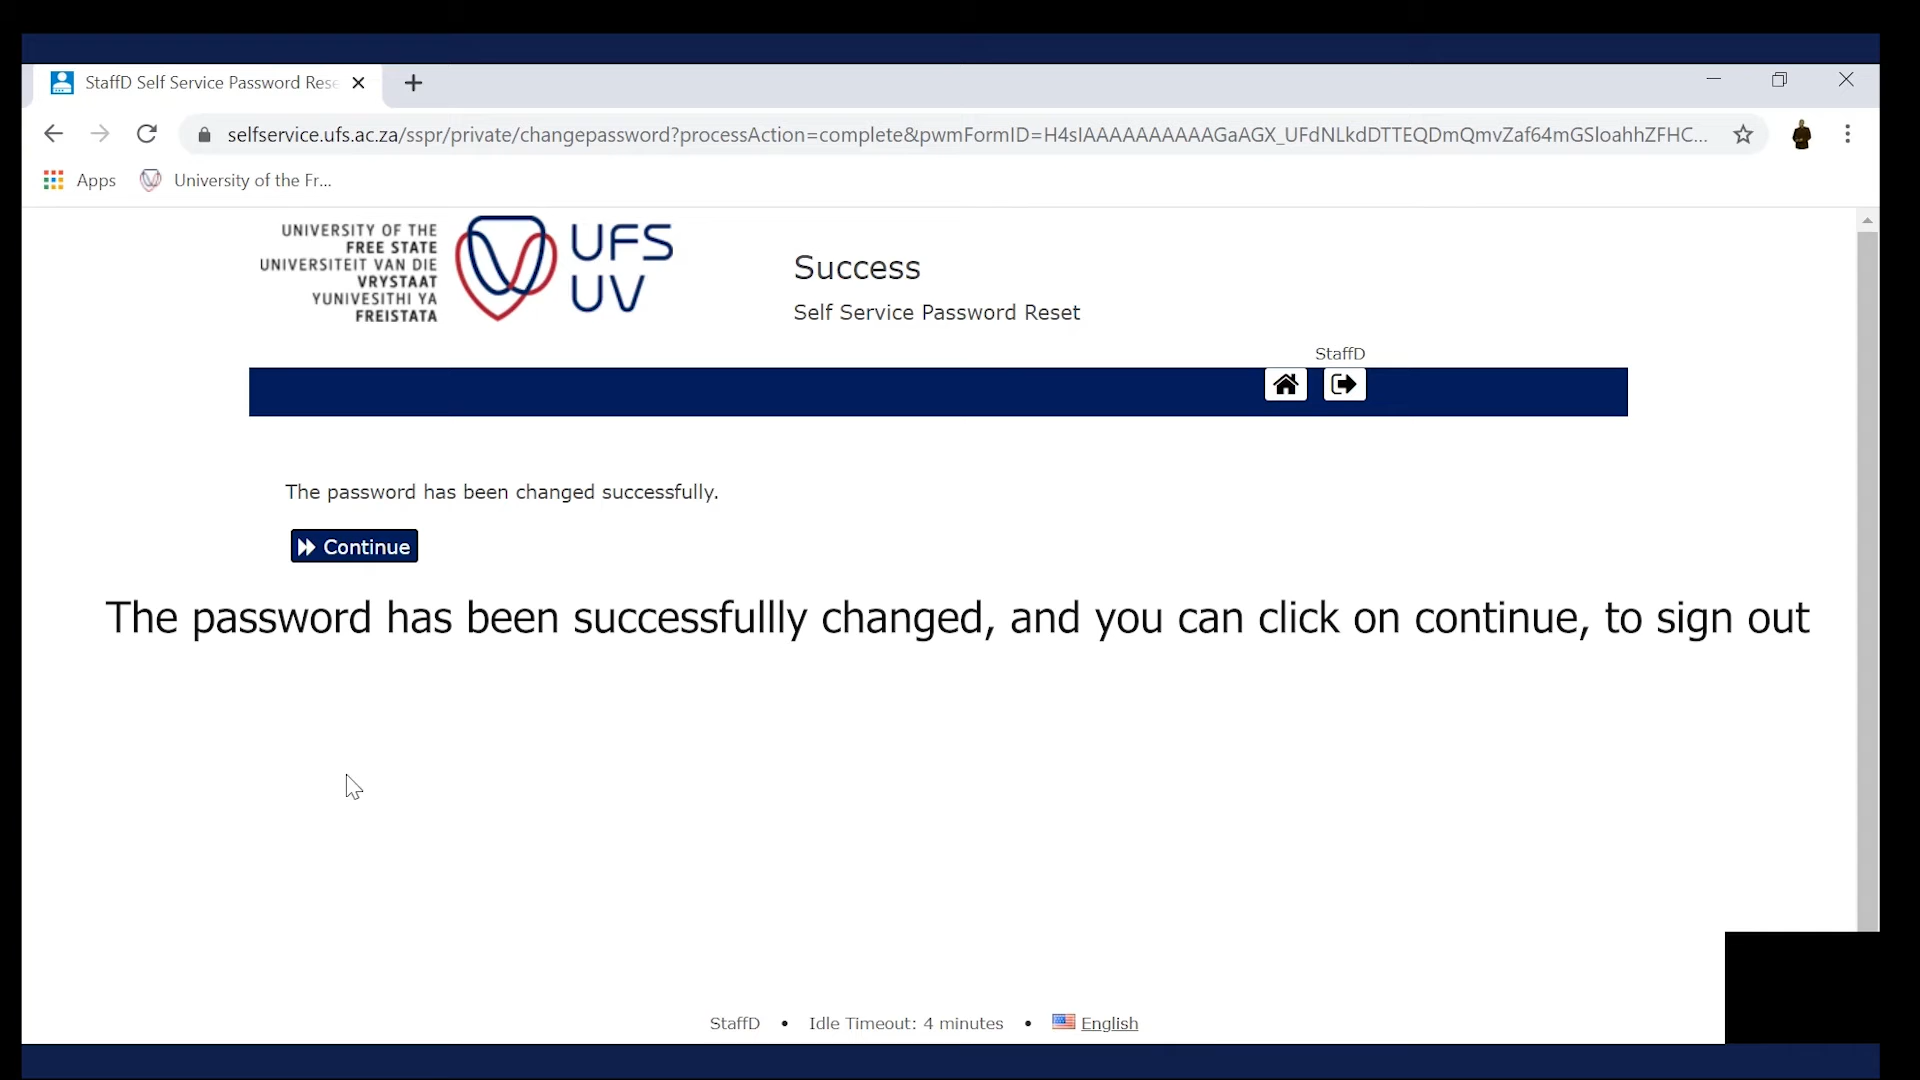 StaffD Self Service Password Rese
selfservice.ufs.ac.za/sspr/private/changepassword?processAction=complete&pwmFormID=H4sIAAAAAAAAAAGaAGX_UFdNLkdDTTEQDmQmvZaf64mGSloahhZFHC...
Apps University of the Fr...
UNIVERSITY OF THE
FREE STATE
UNIVERSITEIT VAN DIE
VRYSTAAT
YUNIVESITHI YA
FREISTATA
UFS
UV
Success
Self Service Password Reset
StaffD
The password has been changed successfully.
Continue
The password has been successfullly changed, and you can click on continue, to sign out
StaffD • Idle Timeout: 4 minutes • English